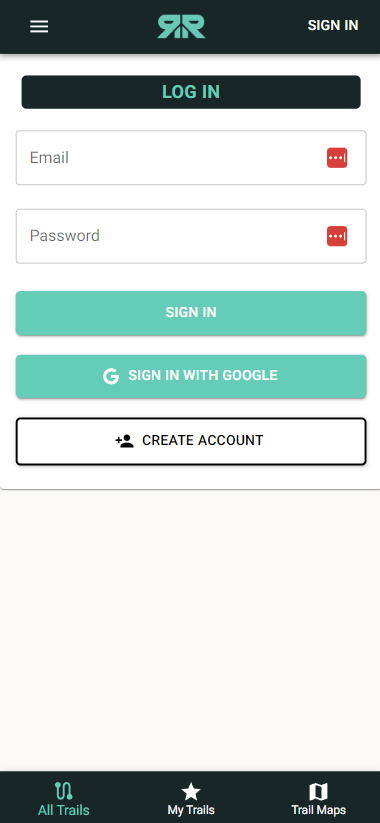 SIGN IN
LOG IN
Email
Password
SIGN IN
SIGN IN WITH GOOGLE
CREATE ACCOUNT
All Trails
My Trails
Trail Maps